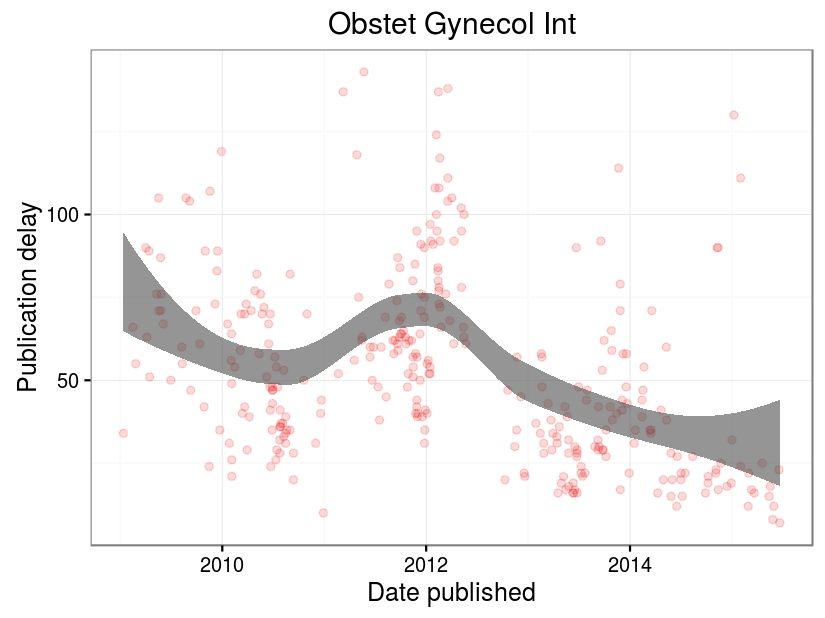 Obstet Gynecol Int
Publication delay
100
50
2010
2012
2014
Date published